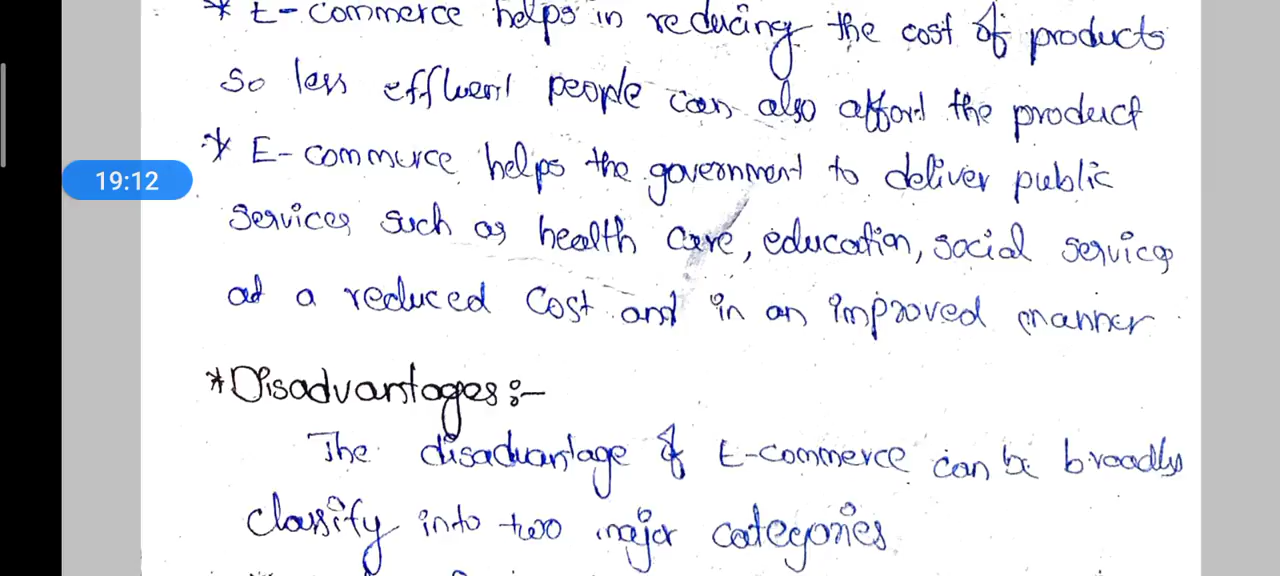 * E-commerce helps in reducing the cost of products
so less effluent people can also afford the product
* E-commerce helps the government to deliver public
19:12
services such as health care, education, social services
at a reduced cost and in an improved manner
* Disadvantages :-
The disadvantage of E-commerce can be broadly
classify into two major categories